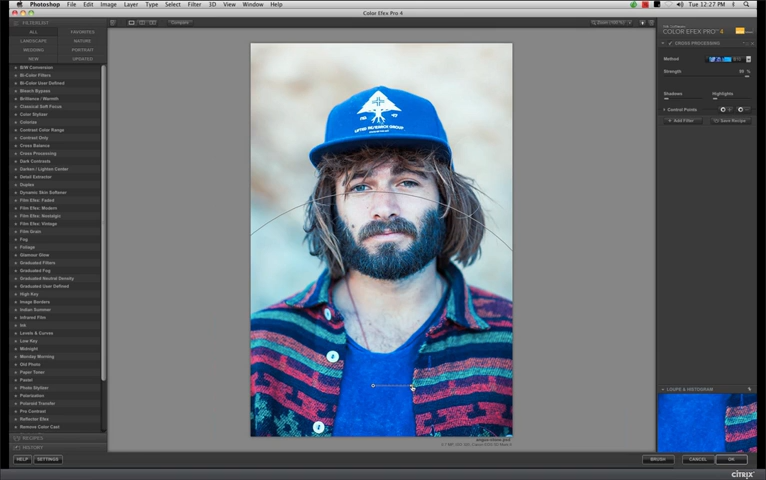 Photoshop File Edit Image Layer Type Select Filter 3D View Window Help
Tue 12:27 PM
Color Efex Pro 4
FILTER LIST
Compare
Zoom
COLOR EFEX PRO 4
ALL FAVORITES
LANDSCAPE NATURE
WEDDING PORTRAIT
NEW UPDATED
B/W Conversion
Bi-Color Filters
Bi-Color User Defined
Bleach Bypass
Brilliance / Warmth
Classical Soft Focus
Color Stylizer
Colorize
Contrast Color Range
Contrast Only
Cross Balance
Cross Processing
Dark Contrasts
Darken / Lighten Center
Detail Extractor
Duplex
Dynamic Skin Softener
Film Efex: Faded
Film Efex: Modern
Film Efex: Nostalgic
Film Efex: Vintage
Film Grain
Fog
Foliage
Glamour Glow
Graduated Filters
Graduated Fog
Graduated Neutral Density
Graduated User Defined
High Key
Image Borders
Indian Summer
Infrared Film
Ink
Levels & Curves
Low Key
Midnight
Monday Morning
Old Photo
Paper Toner
Pastel
Photo Stylizer
Polarization
Polaroid Transfer
Pro Contrast
Reflector Efex
Remove Color Cast
RECIPES
HISTORY
HELP SETTINGS
LIFTED RESEARCH GROUP
CROSS PROCESSING
Method
Strength
Shadows Highlights
Control Points
Add Filter Save Recipe
LOUPE & HISTOGRAM
BRUSH CANCEL OK
CITRIX